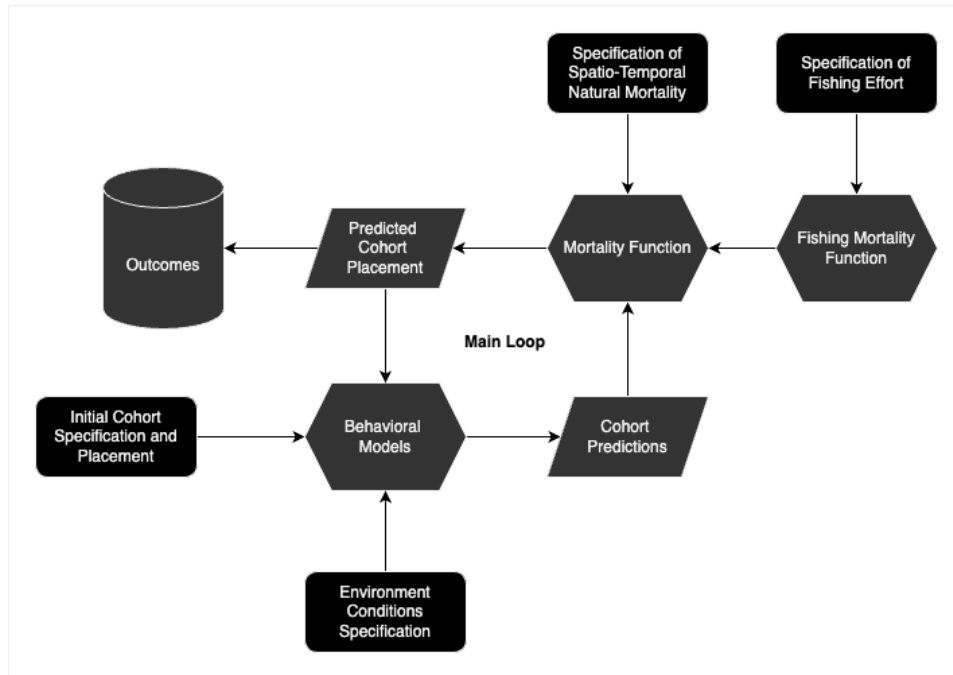 Specification of
Spatio-Temporal
Natural Mortality
Specification of
Fishing Effort
Outcomes
Predicted
Cohort
Placement
Mortality Function
Fishing Mortality
Function
Main Loop
Initial Cohort
Specification and
Placement
Behavioral
Models
Cohort
Predictions
Environment
Conditions
Specification